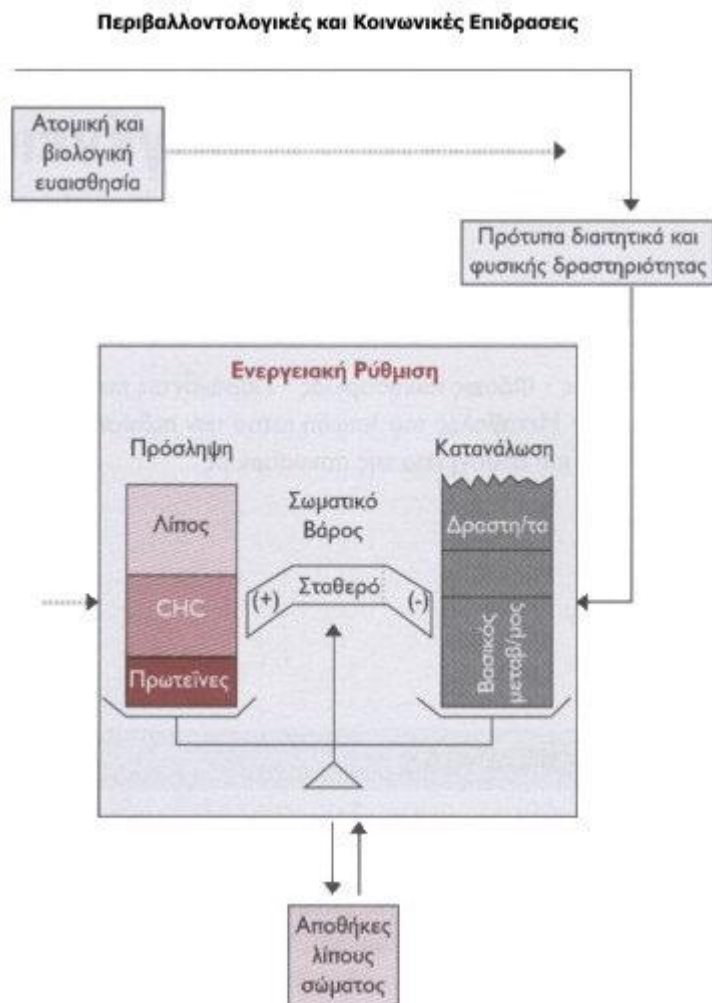 Περιβαλλοντολογικές και Κοινωνικές Επιδρασεις
Ατομική και
βιολογική
ευαισθησία
Πρότυπα διαιτητικά και
φυσικής δραστηριότητας
Ενεργειακή Ρύθμιση
Πρόσληψη
Κατανάλωση
Σωματικό
Βάρος
Λίπος
Δραστη/τα
(+)
Σταθερό
(-)
CHC
Πρωτεΐνες
Βασικός
μεταβ/μος
Αποθήκες
λίπους
σώματος